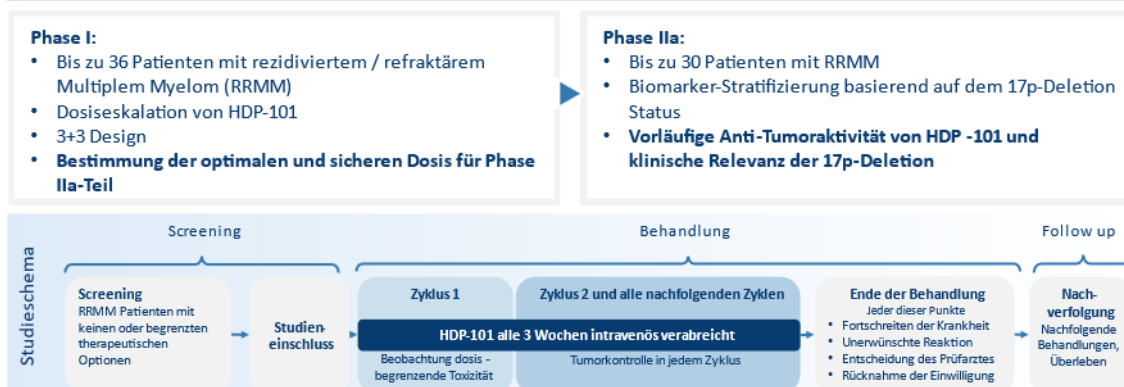 Phase I:
• Bis zu 36 Patienten mit rezidiviertem / refraktärem
Multiplem Myelom (RRMM)
• Dosiseskalation von HDP-101
• 3+3 Design
• Bestimmung der optimalen und sicheren Dosis für Phase
IIa-Teil
Phase IIa:
• Bis zu 30 Patienten mit RRMM
• Biomarker-Stratifizierung basierend auf dem 17p-Deletion
Status
• Vorläufige Anti-Tumoraktivität von HDP -101 und
klinische Relevanz der 17p-Deletion
Studieschema
Screening
Behandlung
Follow up
Screening
RRMM Patienten mit
keinen oder begrenzten
therapeutischen
Optionen
Studien-
einschluss
Zyklus 1
Zyklus 2 und alle nachfolgenden Zyklen
HDP-101 alle 3 Wochen intravenös verabreicht
Beobachtung dosis -
begrenzende Toxizität
Tumorkontrolle in jedem Zyklus
Ende der Behandlung
Jeder dieser Punkte
• Fortschreiten der Krankheit
• Unerwünschte Reaktion
• Entscheidung des Prüfarztes
• Rücknahme der Einwilligung
Nach-
verfolgung
Nachfolgende
Behandlungen,
Überleben